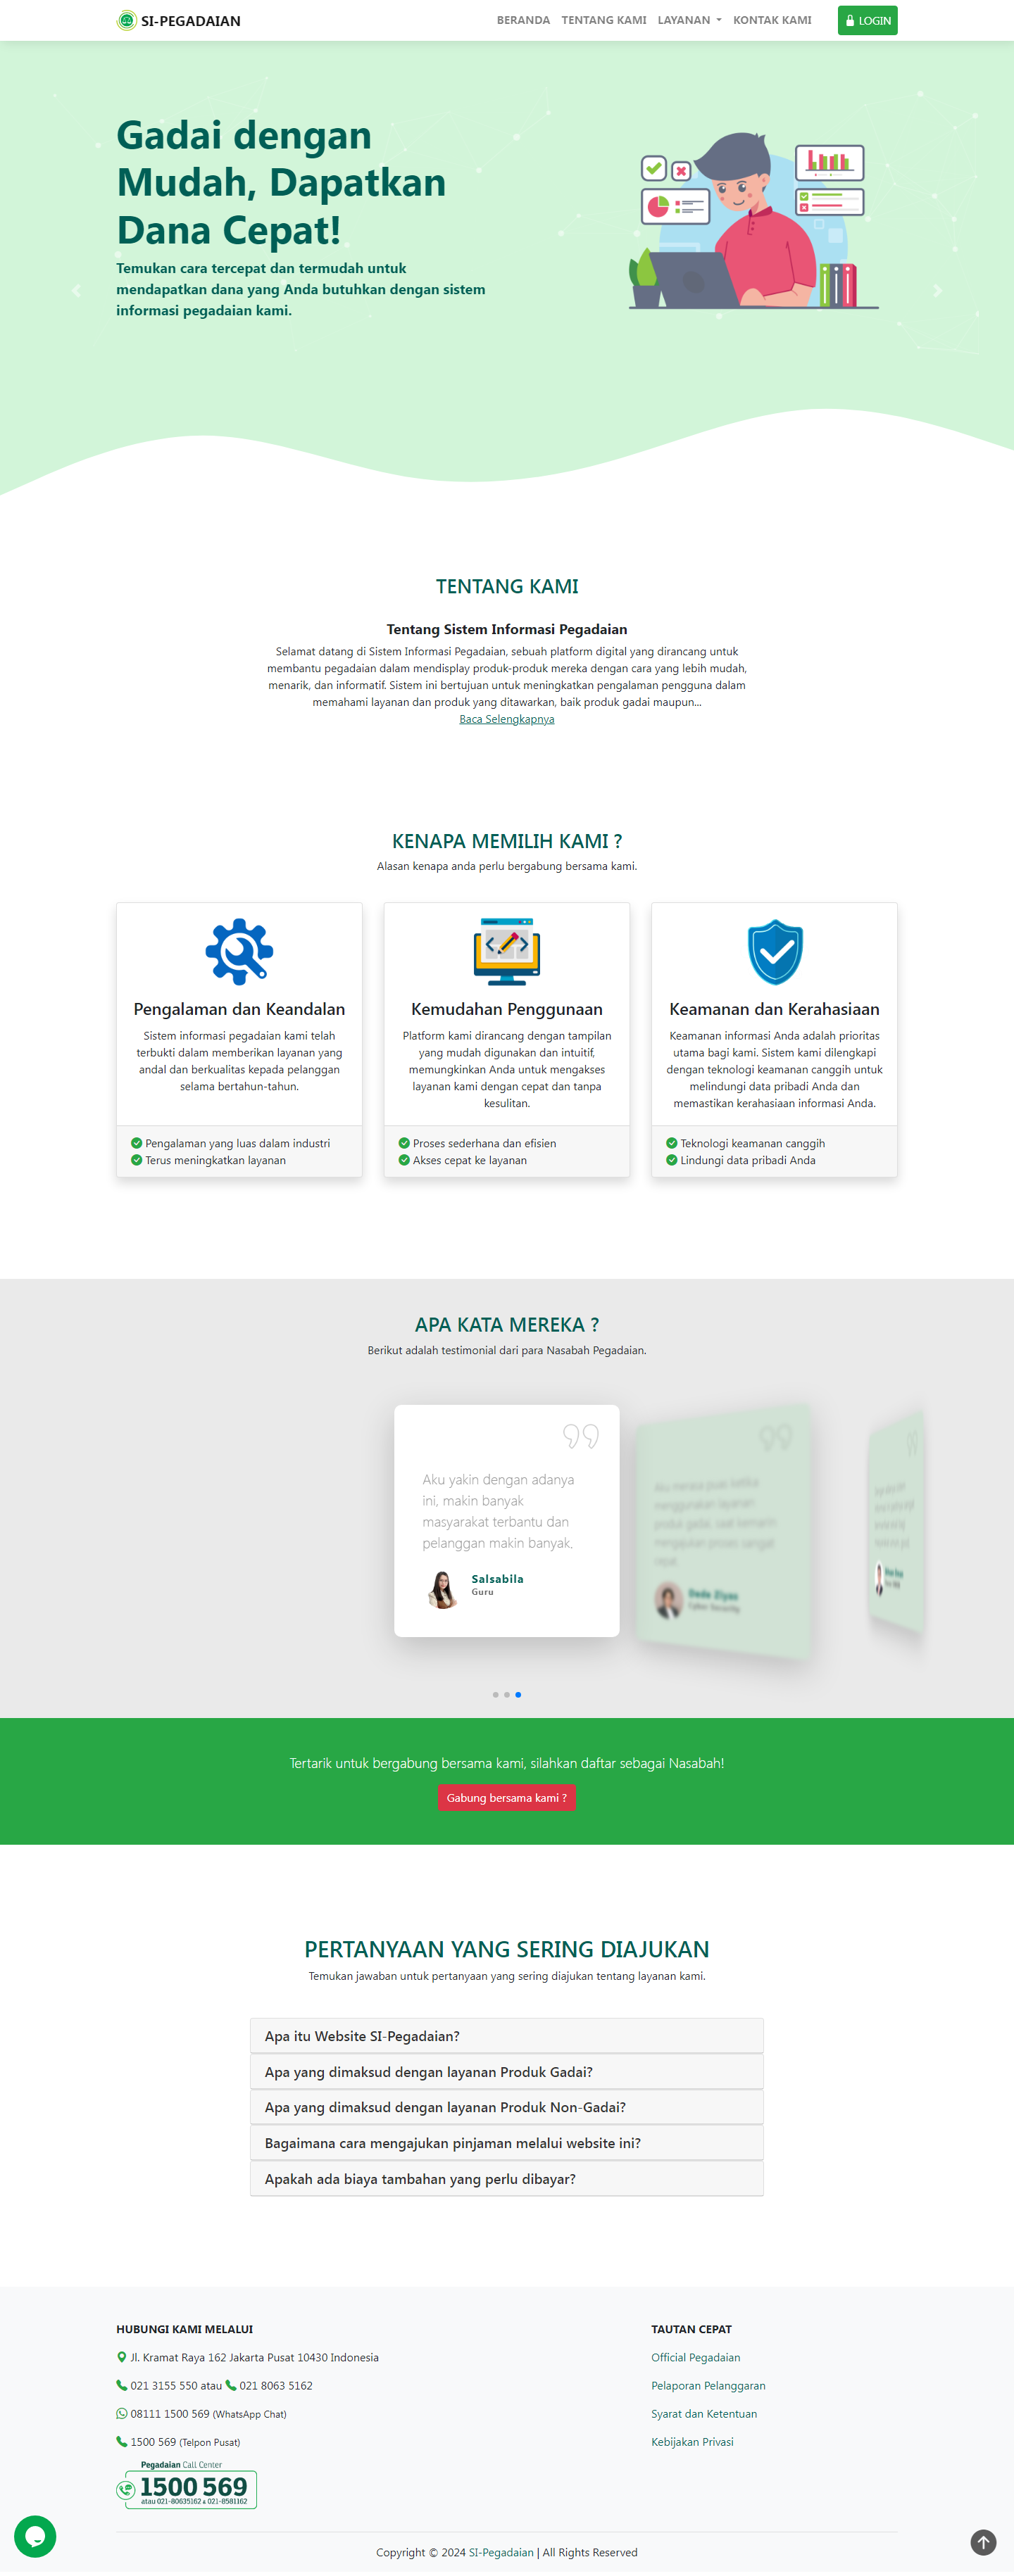 SI-PEGADAIAN
BERANDA
TENTANG KAMI
LAYANAN
KONTAK KAMI
LOGIN
Gadai dengan
Mudah, Dapatkan
Dana Cepat!
Temukan cara tercepat dan termudah untuk
mendapatkan dana yang Anda butuhkan dengan sistem
informasi pegadaian kami.
TENTANG KAMI
Tentang Sistem Informasi Pegadaian
Selamat datang di Sistem Informasi Pegadaian, sebuah platform digital yang dirancang untuk
membantu pegadaian dalam mendisplay produk-produk mereka dengan cara yang lebih mudah,
menarik, dan informatif. Sistem ini bertujuan untuk meningkatkan pengalaman pengguna dalam
memahami layanan dan produk yang ditawarkan, baik produk gadai maupun...
Baca Selengkapnya
KENAPA MEMILIH KAMI ?
Alasan kenapa anda perlu bergabung bersama kami.
Pengalaman dan Keandalan
Sistem informasi pegadaian kami telah
terbukti dalam memberikan layanan yang
andal dan berkualitas kepada pelanggan
selama bertahun-tahun.
Pengalaman yang luas dalam industri
Terus meningkatkan layanan
Kemudahan Penggunaan
Platform kami dirancang dengan tampilan
yang mudah digunakan dan intuitif,
memungkinkan Anda untuk mengakses
layanan kami dengan cepat dan tanpa
kesulitan.
Proses sederhana dan efisien
Akses cepat ke layanan
Keamanan dan Kerahasiaan
Keamanan informasi Anda adalah prioritas
utama bagi kami. Sistem kami dilengkapi
dengan teknologi keamanan canggih untuk
melindungi data pribadi Anda dan
memastikan kerahasiaan informasi Anda.
Teknologi keamanan canggih
Lindungi data pribadi Anda
APA KATA MEREKA ?
Berikut adalah testimonial dari para Nasabah Pegadaian.
Aku yakin dengan adanya
ini, makin banyak
masyarakat terbantu dan
pelanggan makin banyak.
Salsabila
Guru
Aku merasa puas ketika
menggunakan layanan
produk gadai, saat kemarin
mengajukan proses sangat
cepat
Cyber Security
Tertarik untuk bergabung bersama kami, silahkan daftar sebagai Nasabah!
Gabung bersama kami ?
PERTANYAAN YANG SERING DIAJUKAN
Temukan jawaban untuk pertanyaan yang sering diajukan tentang layanan kami.
Apa itu Website SI-Pegadaian?
Apa yang dimaksud dengan layanan Produk Gadai?
Apa yang dimaksud dengan layanan Produk Non-Gadai?
Bagaimana cara mengajukan pinjaman melalui website ini?
Apakah ada biaya tambahan yang perlu dibayar?
HUBUNGI KAMI MELALUI
Jl. Kramat Raya 162 Jakarta Pusat 10430 Indonesia
021 3155 550 atau 021 8063 5162
08111 1500 569 (WhatsApp Chat)
1500 569 (Telpon Pusat)
Pegadaian Call Center
1500 569
atau 021-80635162 & 021-8581162
TAUTAN CEPAT
Official Pegadaian
Pelaporan Pelanggaran
Syarat dan Ketentuan
Kebijakan Privasi
Copyright © 2024 SI-Pegadaian | All Rights Reserved